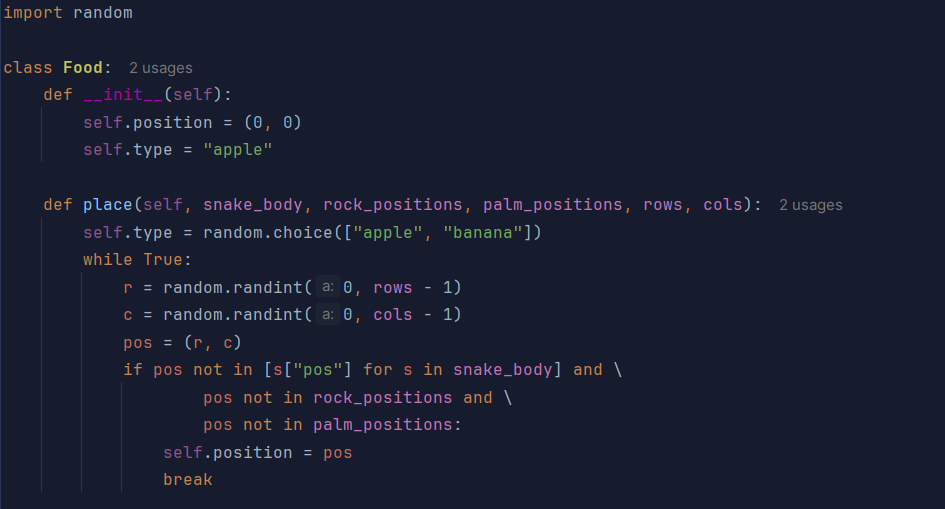 import random
class Food: 2 usages
def __init__(self):
self.position = (0, 0)
self.type = "apple"
def place(self, snake_body, rock_positions, palm_positions, rows, cols): 2 usages
self.type = random.choice(["apple", "banana"])
while True:
r = random.randint( a: 0, rows - 1)
c = random.randint( a: 0, cols - 1)
pos = (r, c)
if pos not in [s["pos"] for s in snake_body] and \
pos not in rock_positions and \
pos not in palm_positions:
self.position = pos
break